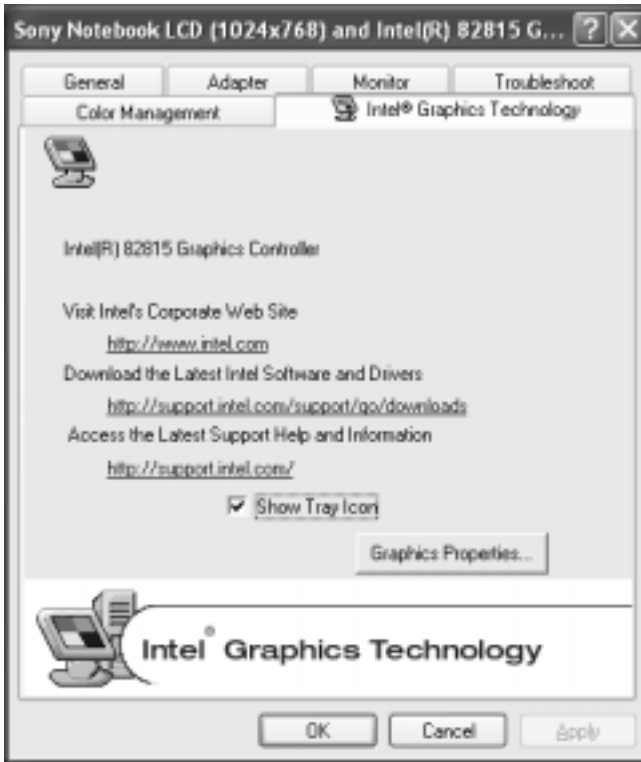 Sony Notebook LCD (1024x768) and Intel(R) 82815 G... ? X
General Adapter Monitor Troubleshoot
Color Management Intel® Graphics Technology
Intel(R) 82815 Graphics Controller
Visit Intel's Corporate Web Site
http://www.intel.com
Download the Latest Intel Software and Drivers
http://support.intel.com/support/go/downloads
Access the Latest Support Help and Information
http://support.intel.com/
Show Tray Icon
Graphics Properties...
Intel® Graphics Technology
OK Cancel Apply